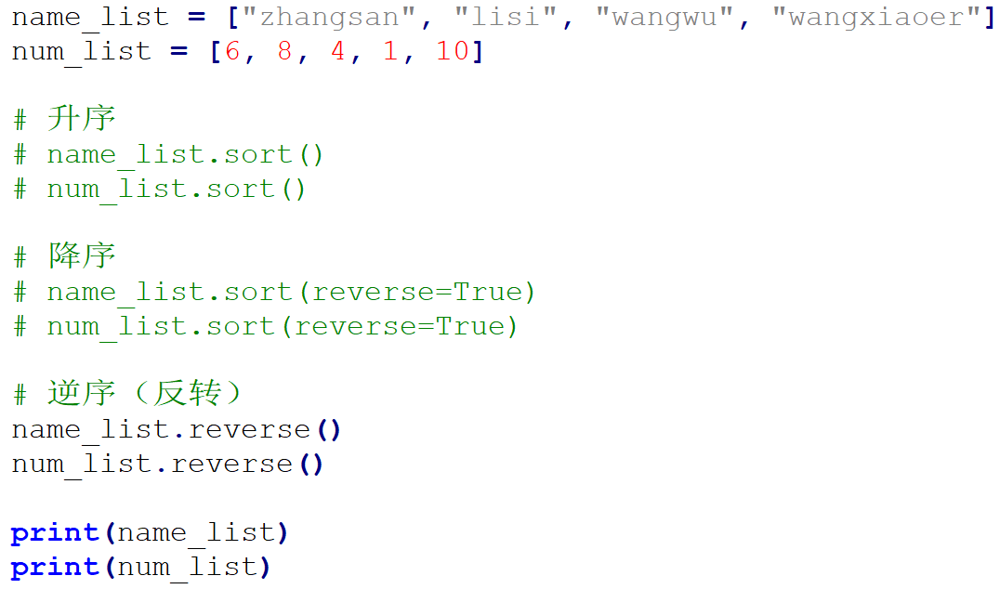 name_list = ["zhangsan", "lisi", "wangwu", "wangxiaoer"]
num_list = [6, 8, 4, 1, 10]
# 升序
# name_list.sort()
# num_list.sort()
# 降序
# name_list.sort(reverse=True)
# num_list.sort(reverse=True)
# 逆序（反转）
name_list.reverse()
num_list.reverse()
print(name_list)
print(num_list)